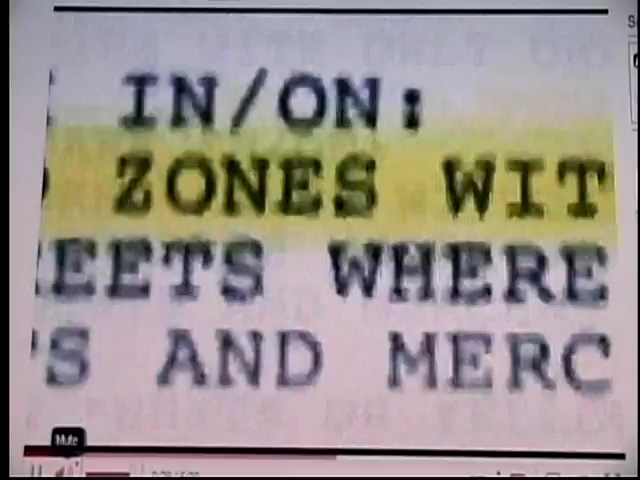 IN/ON:
ZONES WIT
EETS WHERE
S AND MERC
Mute